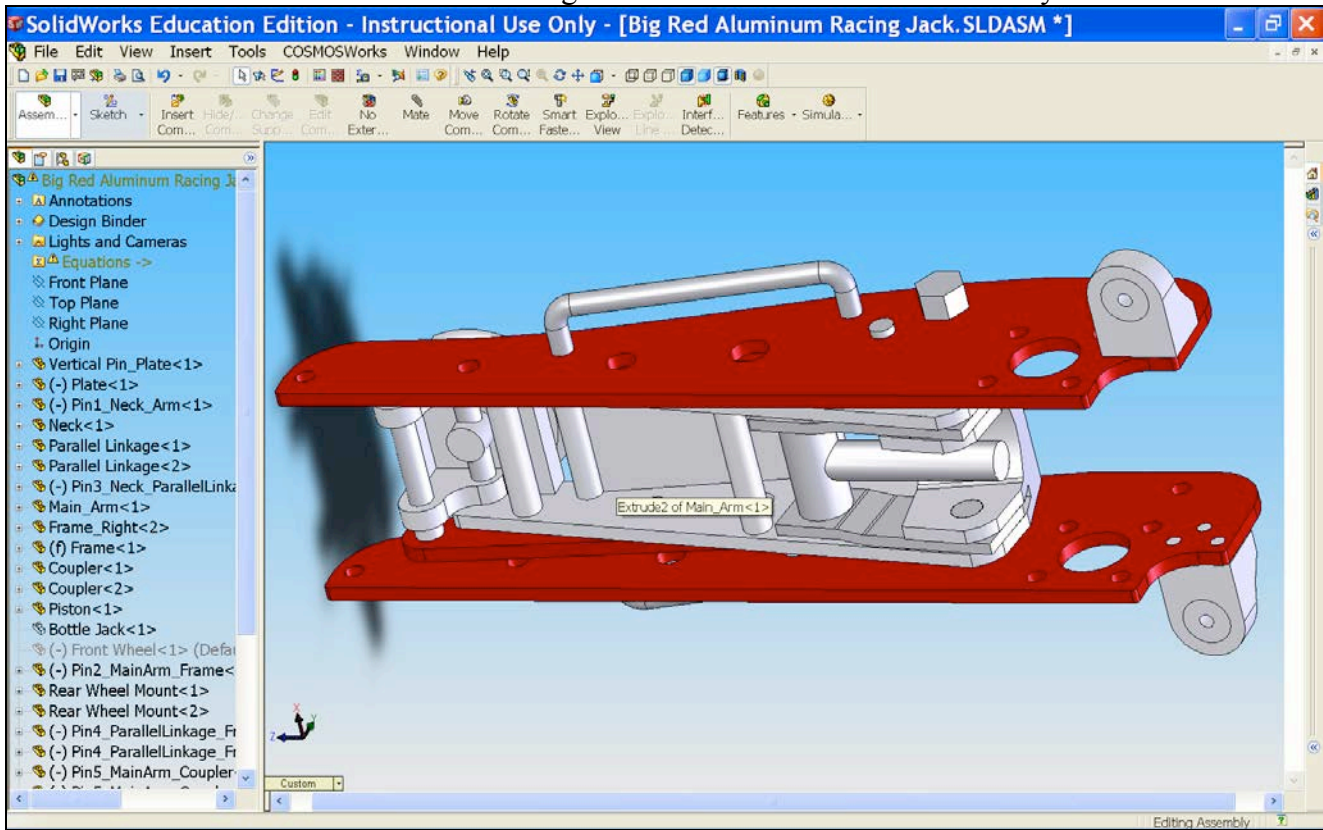 SolidWorks Education Edition - Instructional Use Only - [Big Red Aluminum Racing Jack.SLDASM *]
File Edit View Insert Tools COSMOSWorks Window Help
Assem... Sketch Insert Com... Hide/... Com... Change Supp... Edit Com... No Exter... Mate Move Com... Rotate Com... Smart Faste... Explo... View Explo... Line ... Interf... Detec... Features Simula...
Big Red Aluminum Racing Ja
Annotations
Design Binder
Lights and Cameras
Equations ->
Front Plane
Top Plane
Right Plane
Origin
Vertical Pin_Plate<1>
(-) Plate<1>
(-) Pin1_Neck_Arm<1>
Neck<1>
Parallel Linkage<1>
Parallel Linkage<2>
(-) Pin3_Neck_ParallelLinka
Main_Arm<1>
Frame_Right<2>
(f) Frame<1>
Coupler<1>
Coupler<2>
Piston<1>
Bottle Jack<1>
(-) Front Wheel<1> (Defau
(-) Pin2_MainArm_Frame<
Rear Wheel Mount<1>
Rear Wheel Mount<2>
(-) Pin4_ParallelLinkage_Fr
(-) Pin4_ParallelLinkage_Fr
(-) Pin5_MainArm_Coupler
Extrude2 of Main_Arm<1>
X
Y
Z
Custom
Editing Assembly